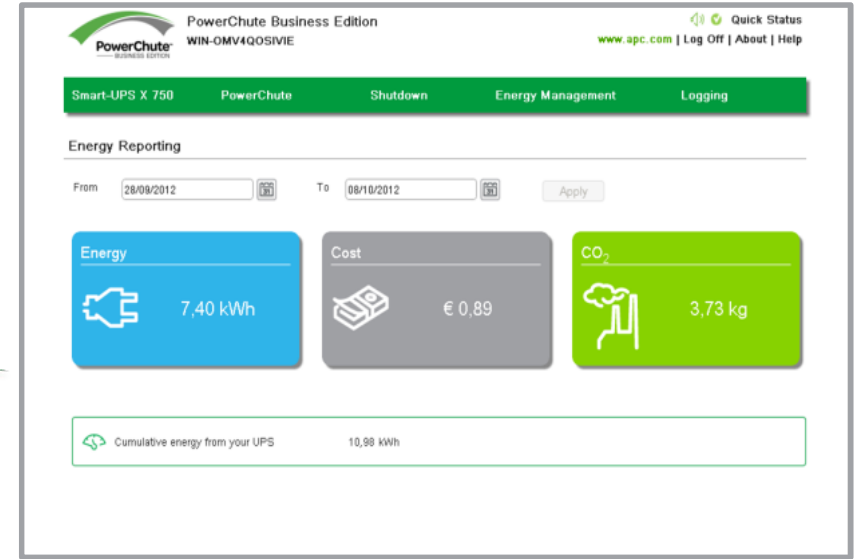 PowerChute Business Edition
Quick Status
PowerChute
BUSINESS EDITION
WIN-OMV4QOSIVIE
www.apc.com | Log Off | About | Help
Smart-UPS X 750 PowerChute Shutdown Energy Management Logging
Energy Reporting
From 28/09/2012 To 08/10/2012 Apply
Energy Cost CO₂
7,40 kWh € 0,89 3,73 kg
Cumulative energy from your UPS 10,98 kWh